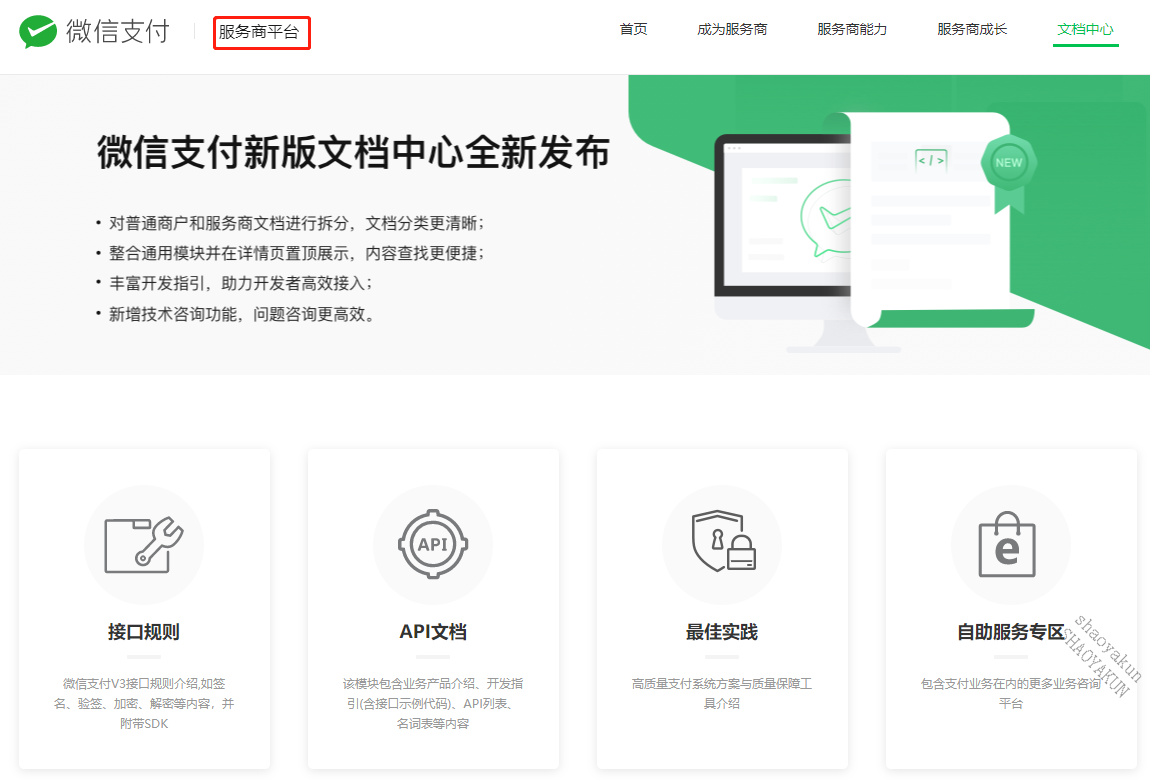 微信支付
服务商平台
首页
成为服务商
服务商能力
服务商成长
文档中心
微信支付新版文档中心全新发布
• 对普通商户和服务商文档进行拆分，文档分类更清晰；
• 整合通用模块并在详情页置顶展示，内容查找更便捷；
• 丰富开发指引，助力开发者高效接入；
• 新增技术咨询功能，问题咨询更高效。
</>
NEW
接口规则
微信支付V3接口规则介绍,如签
名、验签、加密、解密等内容，并
附带SDK
API
API文档
该模块包含业务产品介绍、开发指
引(含接口示例代码)、API列表、
名词表等内容
最佳实践
高质量支付系统方案与质量保障工
具介绍
e
自助服务专区
包含支付业务在内的更多业务咨询
平台
shaoyakun
SHAOYAKUN